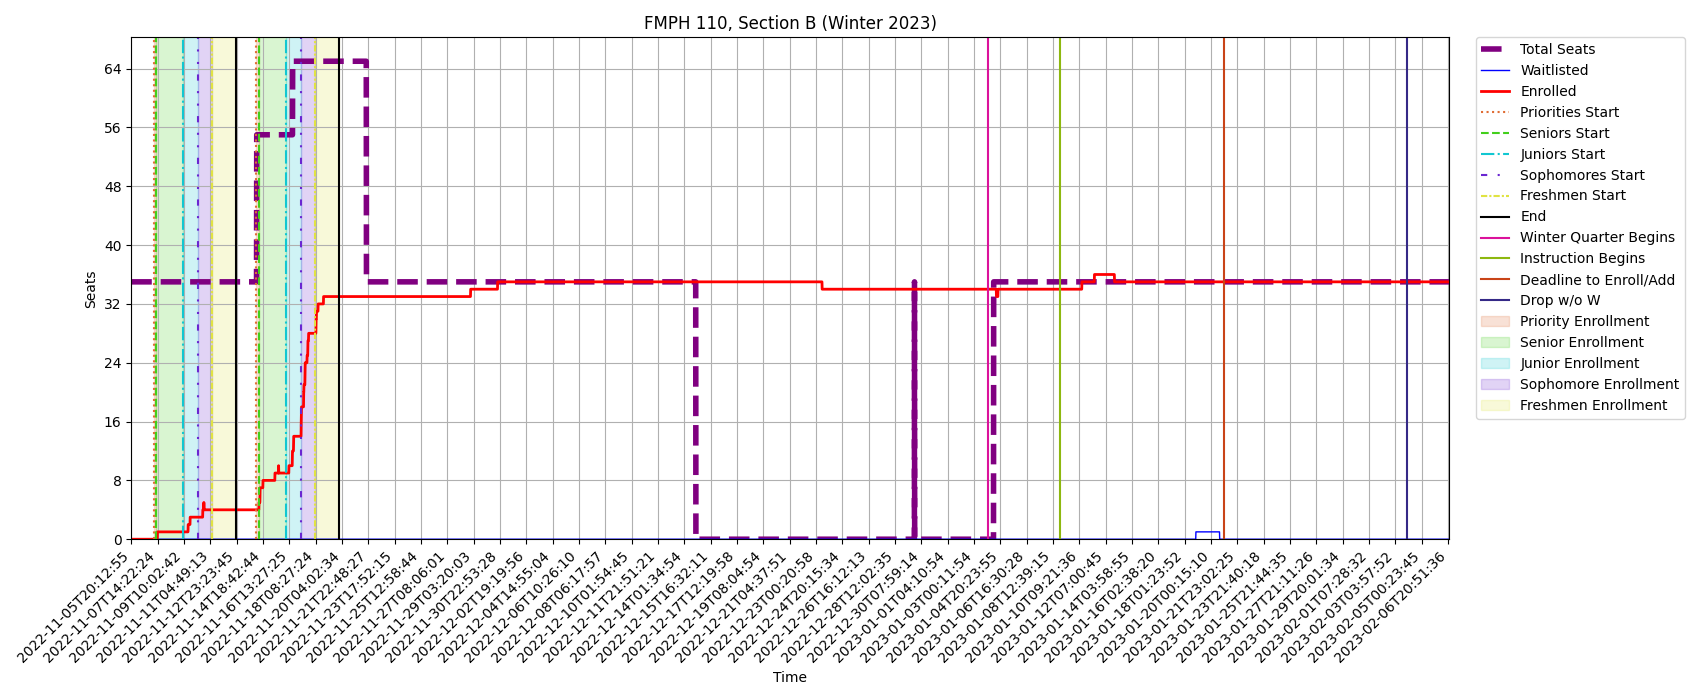 FMPH 110, Section B (Winter 2023)
Seats
64
56
48
40
32
24
16
8
0
2022-11-05T20:12:55
2022-11-07T14:22:24
2022-11-09T10:02:42
2022-11-11T04:49:13
2022-11-12T23:23:45
2022-11-14T18:42:44
2022-11-16T13:27:25
2022-11-18T08:27:24
2022-11-20T04:02:34
2022-11-21T22:48:27
2022-11-23T17:52:15
2022-11-25T12:58:44
2022-11-27T08:06:01
2022-11-29T03:20:03
2022-11-30T22:53:28
2022-12-02T19:19:56
2022-12-04T14:55:04
2022-12-06T10:26:10
2022-12-08T06:17:57
2022-12-10T01:54:45
2022-12-11T21:51:21
2022-12-14T01:34:54
2022-12-15T16:32:11
2022-12-17T12:19:58
2022-12-19T08:04:54
2022-12-21T04:37:51
2022-12-23T00:20:58
2022-12-24T20:15:34
2022-12-26T16:12:13
2022-12-28T12:02:35
2022-12-30T07:59:14
2023-01-01T04:10:54
2023-01-03T00:11:54
2023-01-04T20:23:55
2023-01-06T16:30:28
2023-01-08T12:39:15
2023-01-10T09:21:36
2023-01-12T07:00:45
2023-01-14T03:58:55
2023-01-16T02:38:20
2023-01-18T01:23:52
2023-01-20T00:15:10
2023-01-21T23:02:25
2023-01-23T21:40:18
2023-01-25T21:44:35
2023-01-27T21:11:26
2023-01-29T20:01:34
2023-02-01T07:28:32
2023-02-03T03:57:52
2023-02-05T00:23:45
2023-02-06T20:51:36
Time
Total Seats
Waitlisted
Enrolled
Priorities Start
Seniors Start
Juniors Start
Sophomores Start
Freshmen Start
End
Winter Quarter Begins
Instruction Begins
Deadline to Enroll/Add
Drop w/o W
Priority Enrollment
Senior Enrollment
Junior Enrollment
Sophomore Enrollment
Freshmen Enrollment